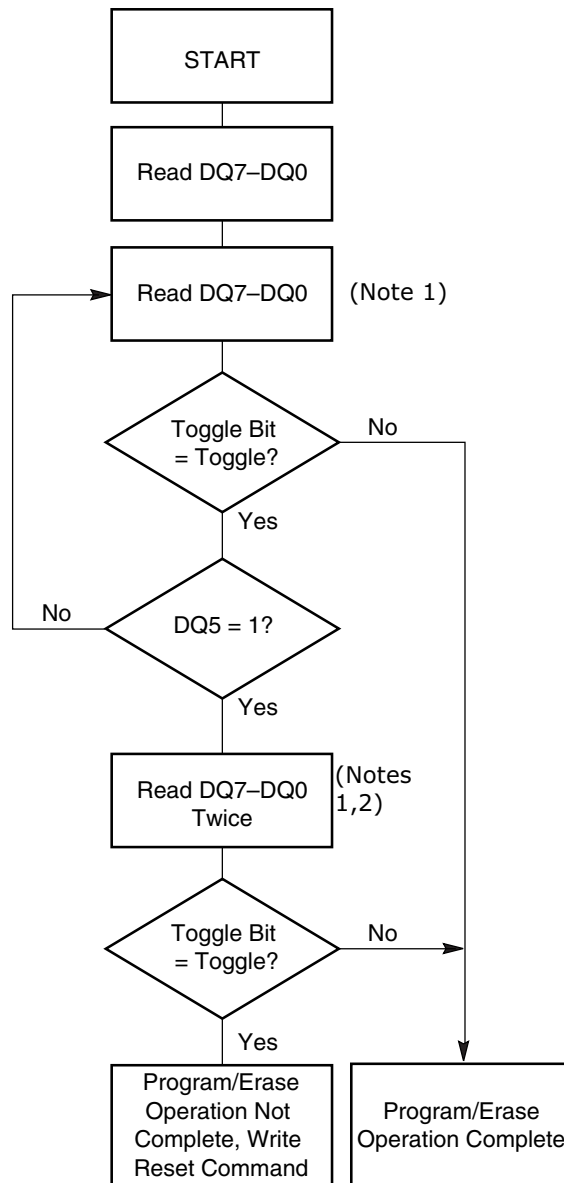 START
Read DQ7–DQ0
Read DQ7–DQ0
(Note 1)
Toggle Bit
= Toggle?
No
Yes
No
DQ5 = 1?
Yes
Read DQ7–DQ0
Twice
(Notes
1,2)
Toggle Bit
= Toggle?
No
Yes
Program/Erase
Operation Not
Complete, Write
Reset Command
Program/Erase
Operation Complete